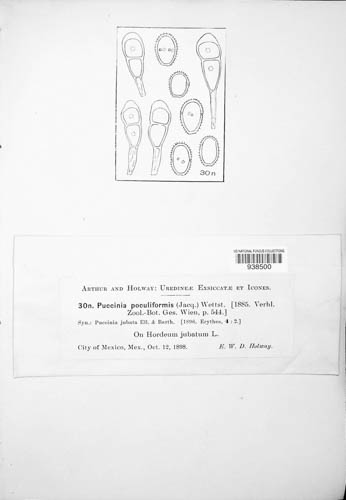 30n
US NATIONAL FUNGUS COLLECTIONS
938500
ARTHUR AND HOLWAY: UREDINEÆ EXSICCATÆ ET ICONES.
30n. Puccinia poculiformis (Jacq.) Wettst. [1885. Verhl.
Zool.-Bot. Ges. Wien, p. 544.]
Syn.: Puccinia jubata Ell. & Barth. [1896, Erythea, 4 : 2.]
On Hordeum jubatum L.
City of Mexico, Mex., Oct. 12, 1898. E. W. D. Holway.